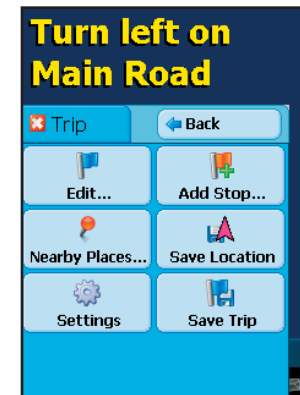 Turn left on
Main Road
Trip
Back
Edit...
Add Stop...
Nearby Places...
Save Location
Settings
Save Trip